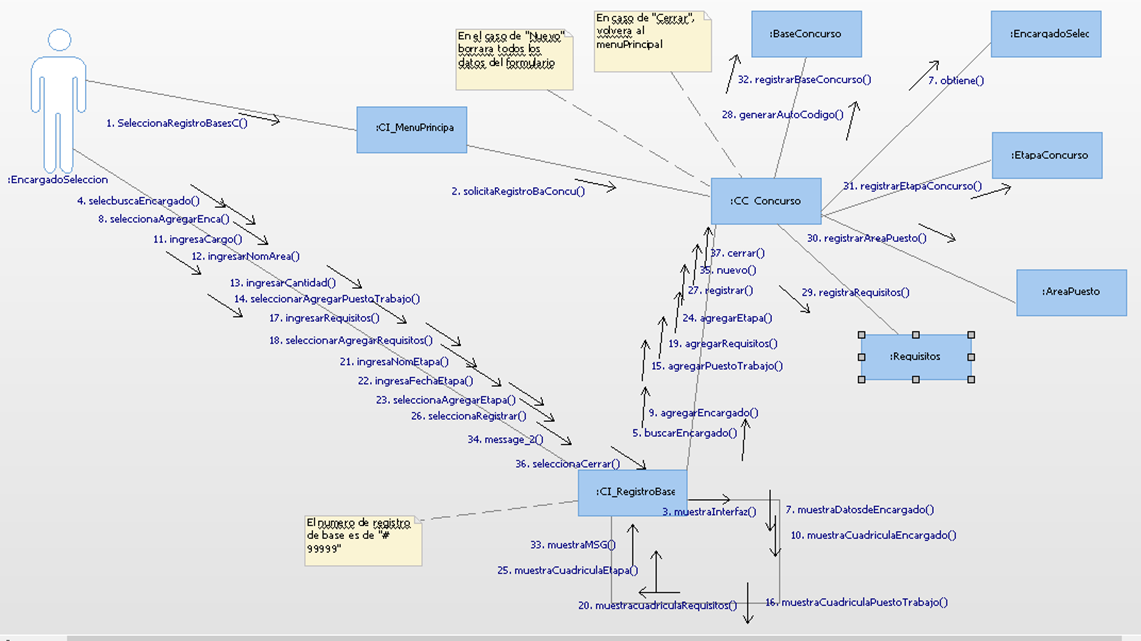 En caso de "Cerrar",
volvera al
menuPrincipal
En el caso de "Nuevo"
borrara todos los
datos del formulario
:BaseConcurso
:EncargadoSelec
32. registrarBaseConcurso()
7. obtiene()
28. generarAutoCodigo()
1. SeleccionaRegistroBasesC()
:CI_MenuPrincipa
:EtapaConcurso
:EncargadoSeleccion
2. solicitaRegistroBaConcu()
31. registrarEtapaConcurso()
4. selecbuscaEncargado()
:CC_Concurso
8. seleccionaAgregarEnca()
11. ingresaCargo()
30. registrarAreaPuesto()
12. ingresarNomArea()
37. cerrar()
35. nuevo()
13. ingresarCantidad()
27. registrar()
29. registraRequisitos()
:AreaPuesto
14. seleccionarAgregarPuestoTrabajo()
17. ingresarRequisitos()
24. agregarEtapa()
18. seleccionarAgregarRequisitos()
19. agregarRequisitos()
:Requisitos
21. ingresaNomEtapa()
15. agregarPuestoTrabajo()
22. ingresaFechaEtapa()
23. seleccionaAgregarEtapa()
26. seleccionaRegistrar()
9. agregarEncargado()
34. message_2()
5. buscarEncargado()
36. seleccionaCerrar()
:CI_RegistroBase
3. muestraInterfaz()
7. muestraDatosdeEncargado()
El numero de registro
de base es de "#
99999"
10. muestraCuadriculaEncargado()
33. muestraMSG()
25. muestraCuadriculaEtapa()
20. muestracuadriculaRequisitos()
16. muestraCuadriculaPuestoTrabajo()